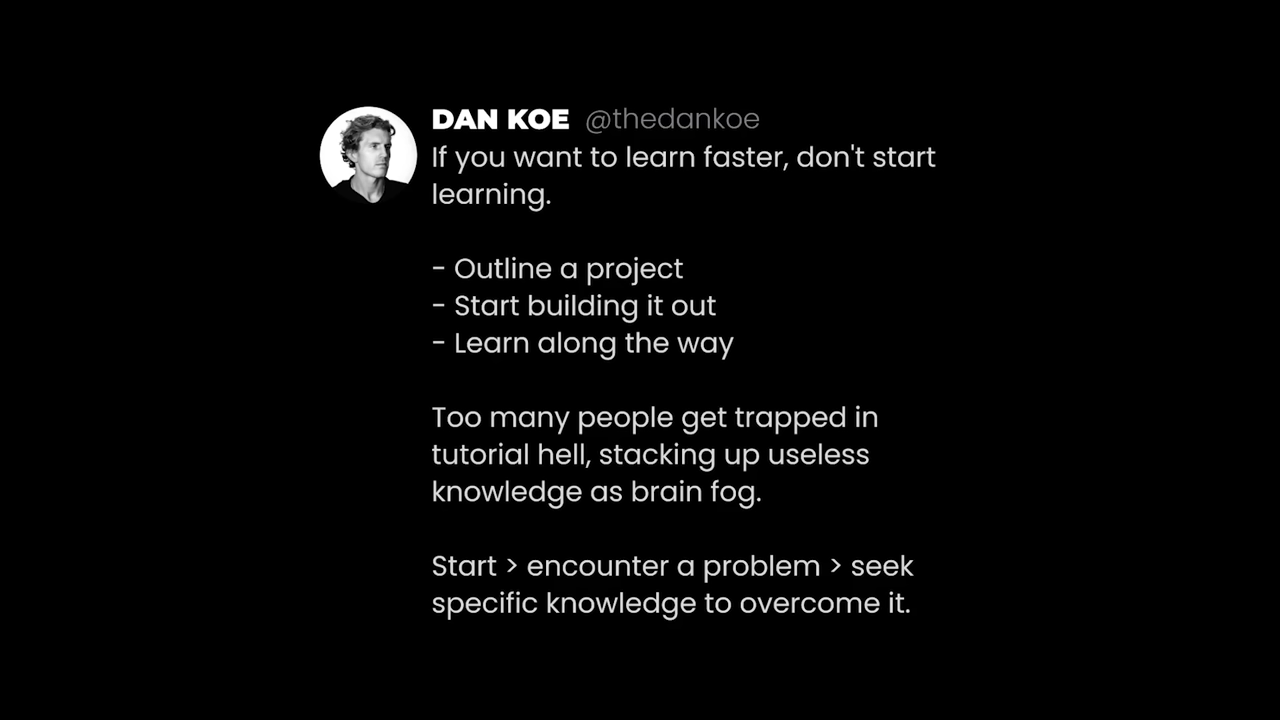 DAN KOE @thedankoe
If you want to learn faster, don't start
learning.
- Outline a project
- Start building it out
- Learn along the way
Too many people get trapped in
tutorial hell, stacking up useless
knowledge as brain fog.
Start > encounter a problem > seek
specific knowledge to overcome it.